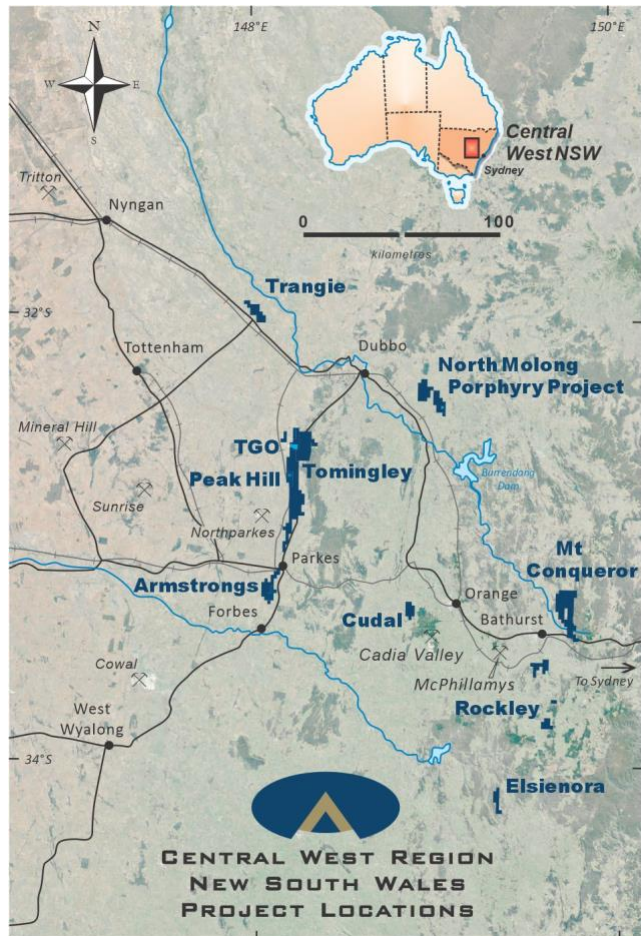 148°E
150°E
N
W
E
S
Central
West NSW
Sydney
Tritton
Nyngan
0
100
kilometres
Trangie
32°S
Tottenham
Dubbo
North Molong
Porphyry Project
Mineral Hill
TGO
Tomingley
Peak Hill
Burrendong
Dam
Sunrise
Northparkes
Parkes
Mt
Conqueror
Armstrongs
Orange
Forbes
Cudal
Bathurst
Cadia Valley
Cowal
McPhillamys
To Sydney
West
Wyalong
Rockley
34°S
Elsienora
Central West Region
New South Wales
Project Locations